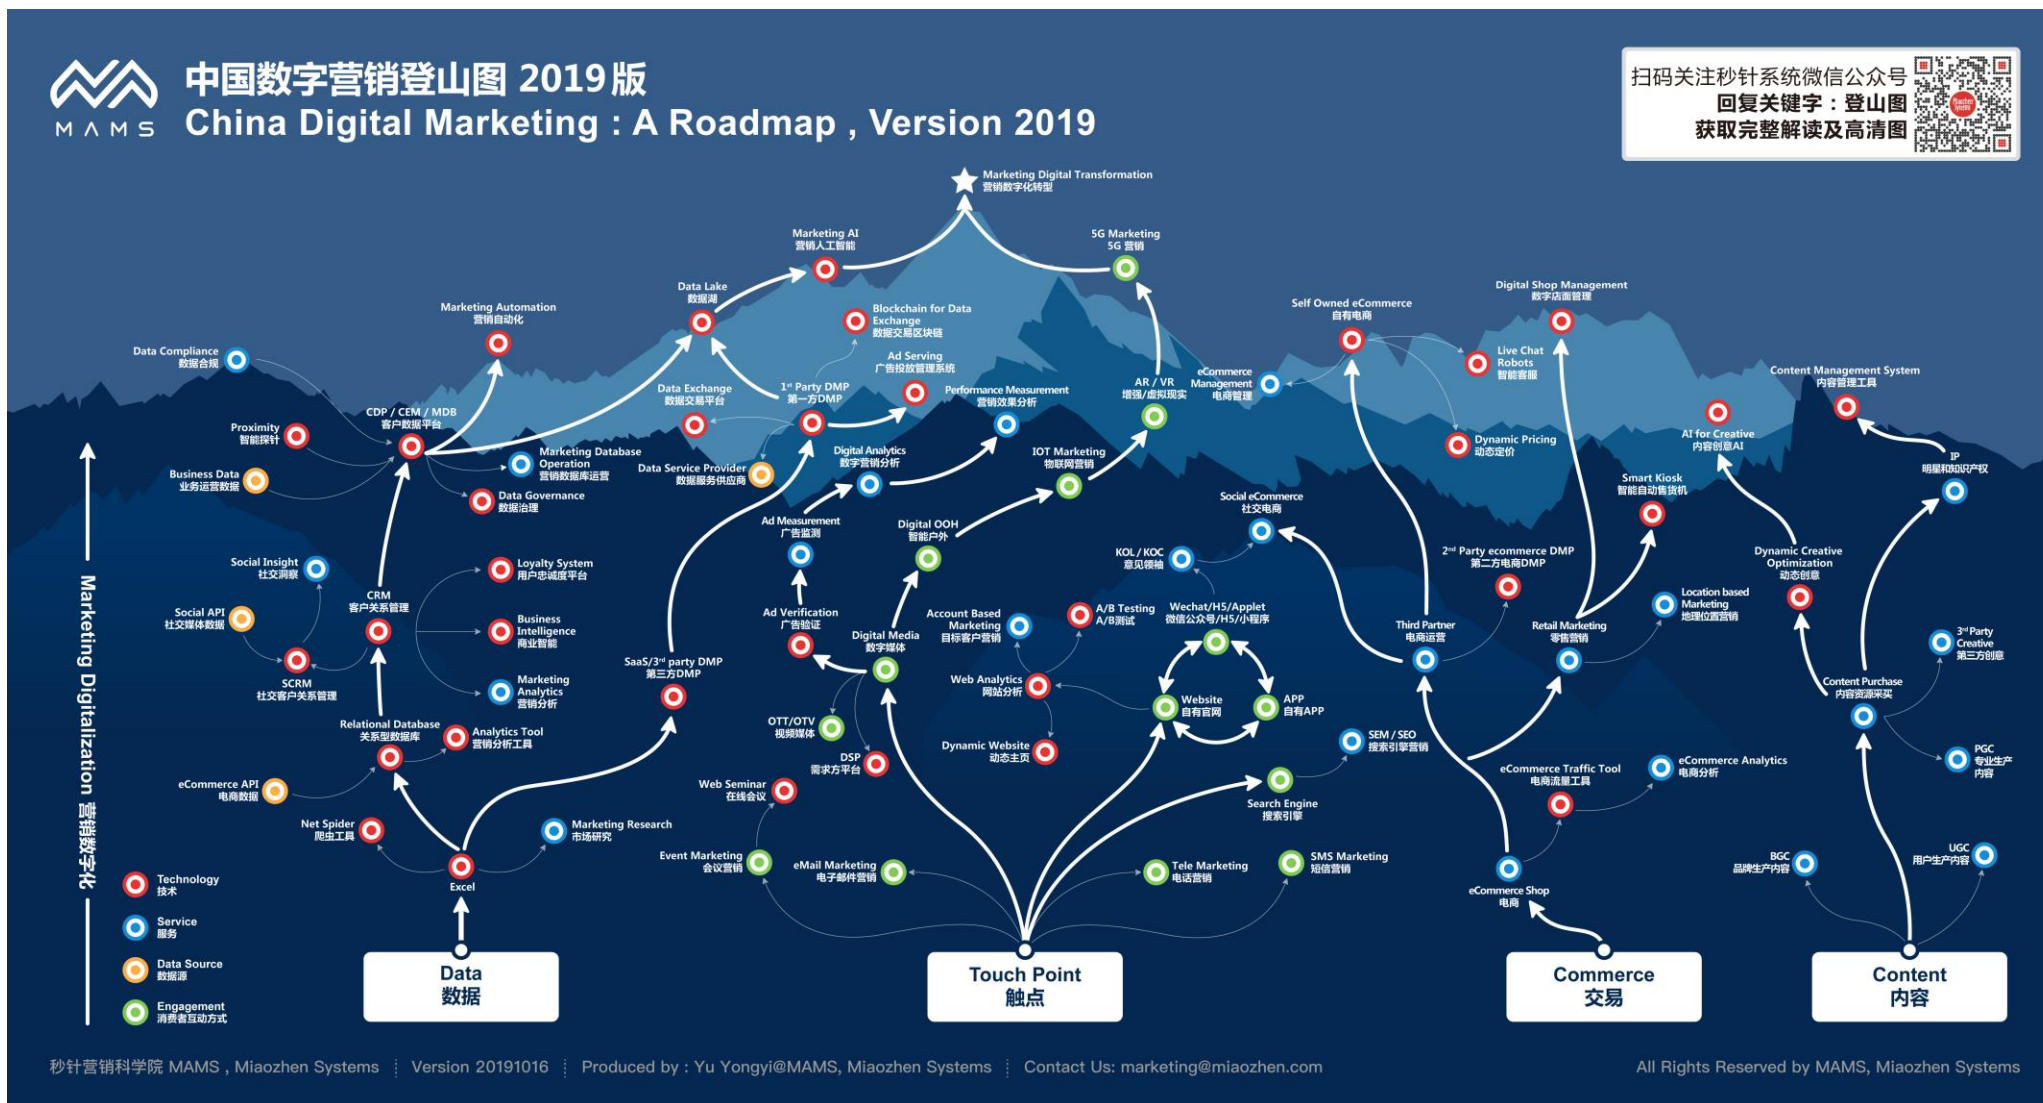 MAMS
中国数字营销登山图 2019版
China Digital Marketing : A Roadmap , Version 2019
扫码关注秒针系统微信公众号
回复关键字：登山图
获取完整解读及高清图
Miaozhen
Systems
Marketing Digital Transformation
营销数字化转型
Marketing AI
营销人工智能
5G Marketing
5G 营销
Data Lake
数据湖
Digital Shop Management
数字店面管理
Marketing Automation
营销自动化
Blockchain for Data
Exchange
数据交易区块链
Self Owned eCommerce
自有电商
Data Compliance
数据合规
Ad Serving
广告投放管理系统
Live Chat
Robots
智能客服
Data Exchange
数据交易平台
1st Party DMP
第一方DMP
Performance Measurement
营销效果分析
AR / VR
增强/虚拟现实
eCommerce
Management
电商管理
Content Management System
内容管理工具
CDP / CEM / MDB
客户数据平台
Proximity
智能探针
AI for Creative
内容创意AI
Dynamic Pricing
动态定价
Marketing Database
Operation
营销数据库运营
Business Data
业务运营数据
Data Service Provider
数据服务供应商
Digital Analytics
数字营销分析
IOT Marketing
物联网营销
IP
明星和知识产权
Smart Kiosk
智能自动售货机
Data Governance
数据治理
Social eCommerce
社交电商
Ad Measurement
广告监测
Digital OOH
智能户外
KOL / KOC
意见领袖
2nd Party ecommerce DMP
第二方电商DMP
Dynamic Creative
Optimization
动态创意
Social Insight
社交洞察
Loyalty System
用户忠诚度平台
CRM
客户关系管理
Location based
Marketing
地理位置营销
Social API
社交媒体数据
Business
Intelligence
商业智能
Ad Verification
广告验证
Account Based
Marketing
目标客户营销
A/B Testing
A/B测试
Wechat/H5/Applet
微信公众号/H5/小程序
Third Partner
电商运营
Retail Marketing
零售营销
3rd Party
Creative
第三方创意
Digital Media
数字媒体
SaaS/3rd party DMP
第三方DMP
SCRM
社交客户关系管理
Marketing
Analytics
营销分析
Web Analytics
网站分析
Website
自有官网
APP
自有APP
Content Purchase
内容资源采买
Relational Database
关系型数据库
Analytics Tool
营销分析工具
OTT/OTV
视频媒体
DSP
需求方平台
Dynamic Website
动态主页
SEM / SEO
搜索引擎营销
PGC
专业生产
内容
eCommerce API
电商数据
Web Seminar
在线会议
Search Engine
搜索引擎
eCommerce Traffic Tool
电商流量工具
eCommerce Analytics
电商分析
Net Spider
爬虫工具
Marketing Research
市场研究
Excel
Event Marketing
会议营销
eMail Marketing
电子邮件营销
Tele Marketing
电话营销
SMS Marketing
短信营销
eCommerce Shop
电商
BGC
品牌生产内容
UGC
用户生产内容
Marketing Digitalization 营销数字化
Technology
技术
Service
服务
Data Source
数据源
Engagement
消费者互动方式
Data
数据
Touch Point
触点
Commerce
交易
Content
内容
秒针营销科学院 MAMS , Miaozhen Systems ┊ Version 20191016 ┊ Produced by : Yu Yongyi@MAMS, Miaozhen Systems ┊ Contact Us: marketing@miaozhen.com
All Rights Reserved by MAMS, Miaozhen Systems